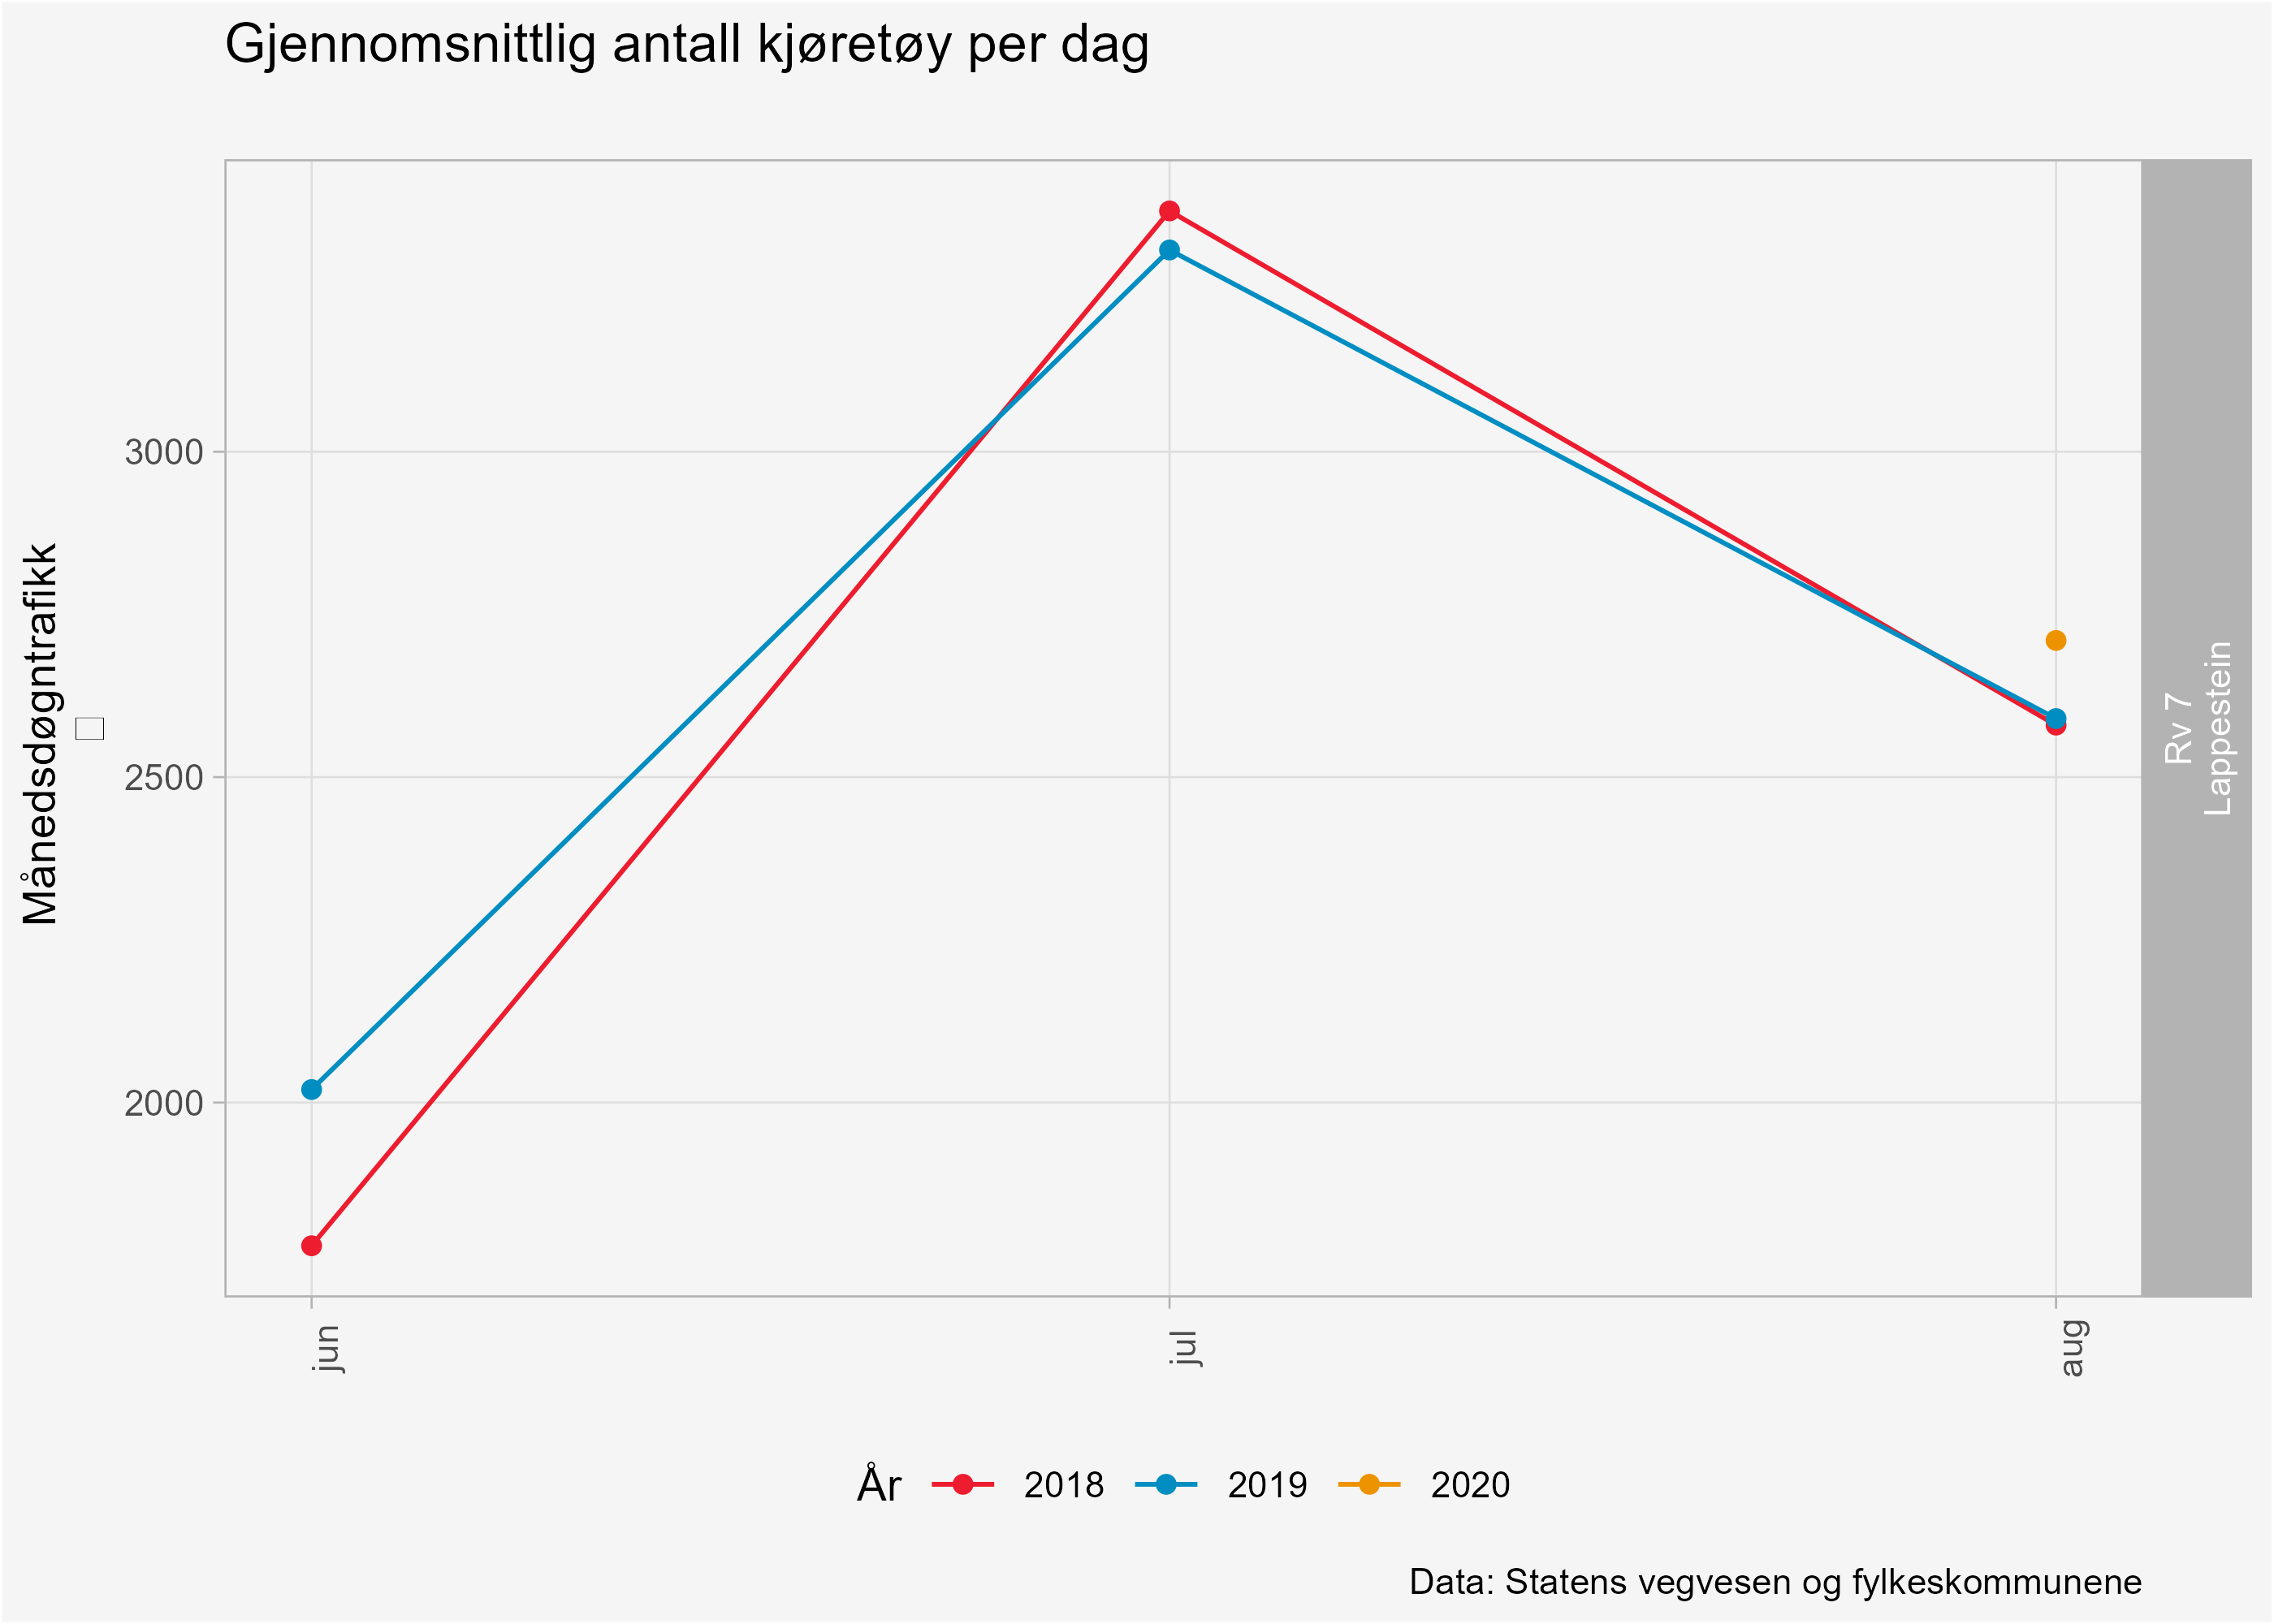 Gjennomsnittlig antall kjøretøy per dag
Månedsdøgntrafikk
3000
2500
2000
jun
jul
aug
Rv 7
Lappestein
År
2018
2019
2020
Data: Statens vegvesen og fylkeskommunene